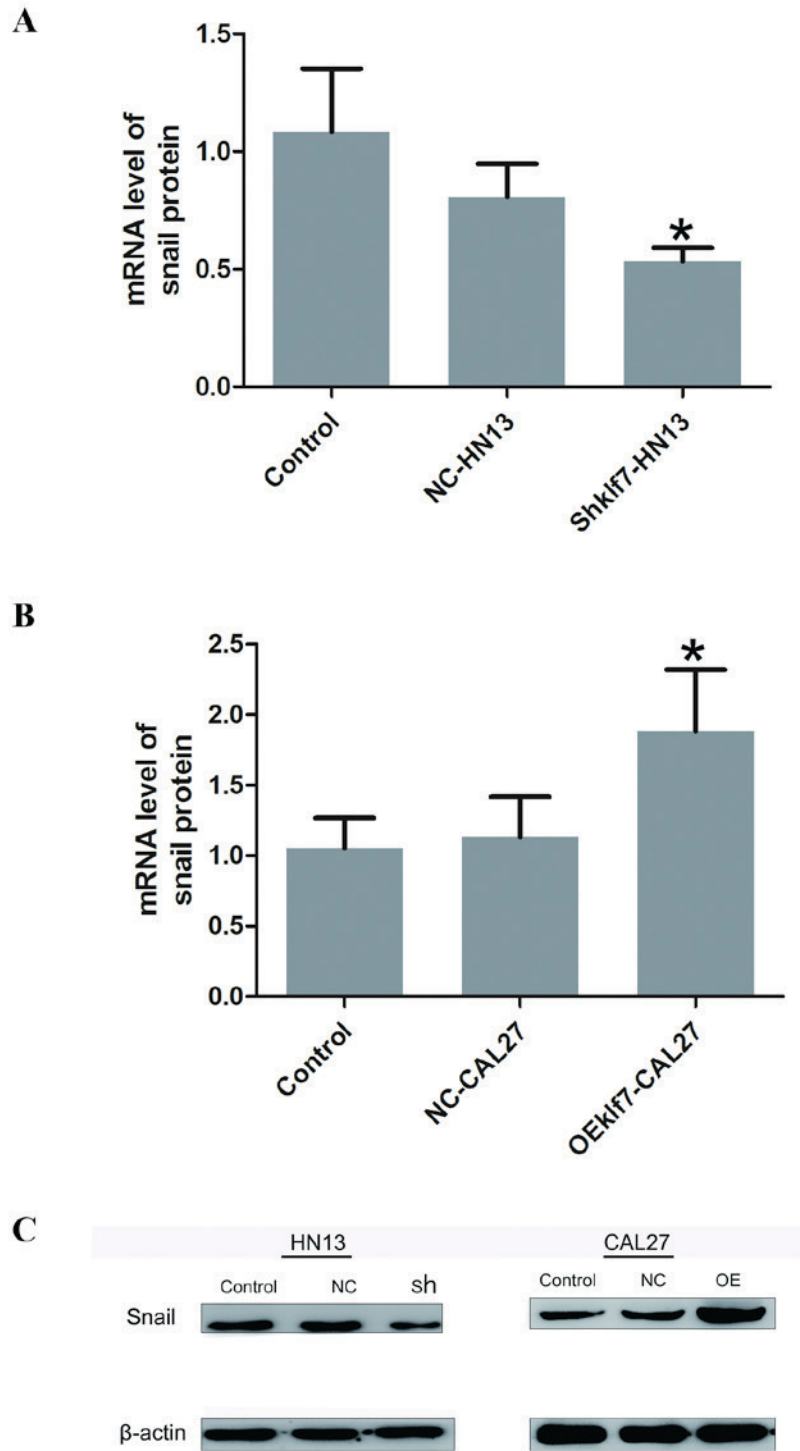 A
mRNA level of
snail protein
1.5
1.0
0.5
0.0
*
Control
NC-HN13
Shklf7-HN13
B
mRNA level of
snail protein
2.5
2.0
1.5
1.0
0.5
0.0
*
Control
NC-CAL27
OEklf7-CAL27
C
HN13
CAL27
Control NC sh
Control NC OE
Snail
β-actin